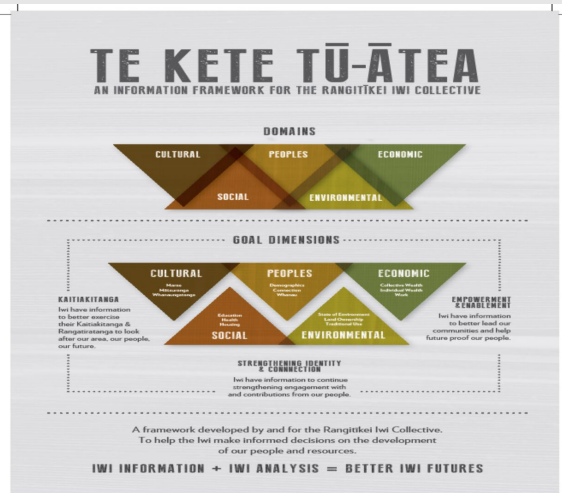 TE KETE TŪ-ĀTEA
AN INFORMATION FRAMEWORK FOR THE RANGITĪKEI IWI COLLECTIVE
DOMAINS
CULTURAL
PEOPLES
ECONOMIC
SOCIAL
ENVIRONMENTAL
GOAL DIMENSIONS
CULTURAL
Marae
Mātauranga
Whanaungatanga
PEOPLES
Demographics
Connection
Whanau
ECONOMIC
Collective Wealth
Individual Wealth
Work
Education
Health
Housing
SOCIAL
State of Environment
Land Ownership
Traditional Use
ENVIRONMENTAL
KAITIAKITANGA
Iwi have information
to better exercise
their Kaitiakitanga &
Rangatiratanga to look
after our area, our people,
our future.
EMPOWERMENT
& ENABLEMENT
Iwi have information
to better lead our
communities and help
future proof our people.
STRENGTHENING IDENTITY
& CONNNECTION
Iwi have information to continue
strengthening engagement with
and contributions from our people.
A framework developed by and for the Rangitīkei Iwi Collective.
To help the Iwi make informed decisions on the development
of our people and resources.
IWI INFORMATION + IWI ANALYSIS = BETTER IWI FUTURES